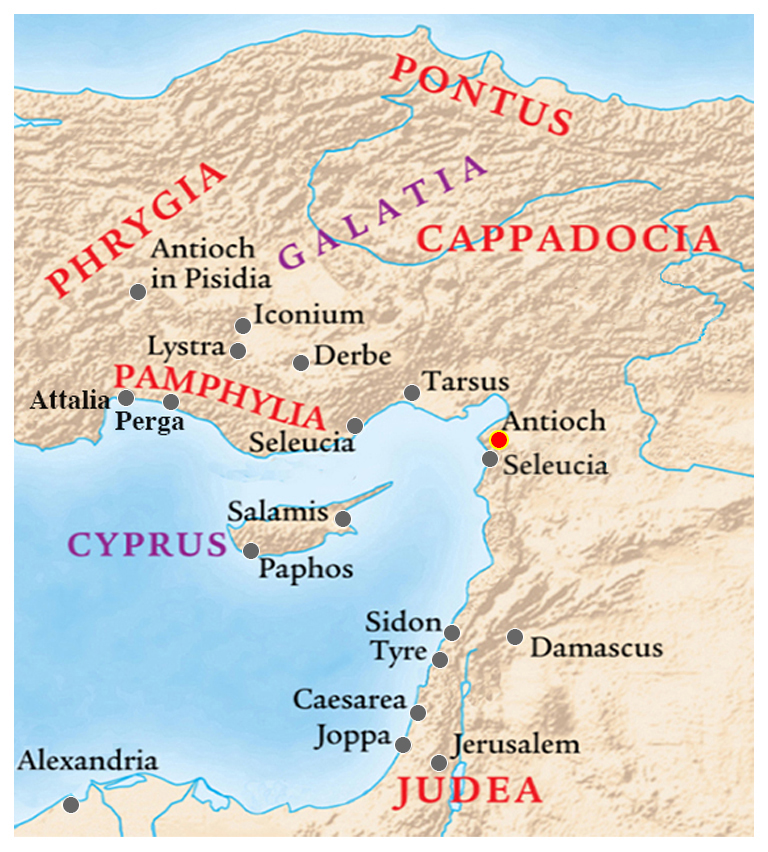 PONTUS
PHRYGIA
GALATIA
CAPPADOCIA
Antioch
in Pisidia
Iconium
Lystra
Derbe
PAMPHYLIA
Tarsus
Attalia
Perga
Antioch
Seleucia
Seleucia
Salamis
CYPRUS
Paphos
Sidon
Tyre
Damascus
Caesarea
Joppa
Jerusalem
Alexandria
JUDEA